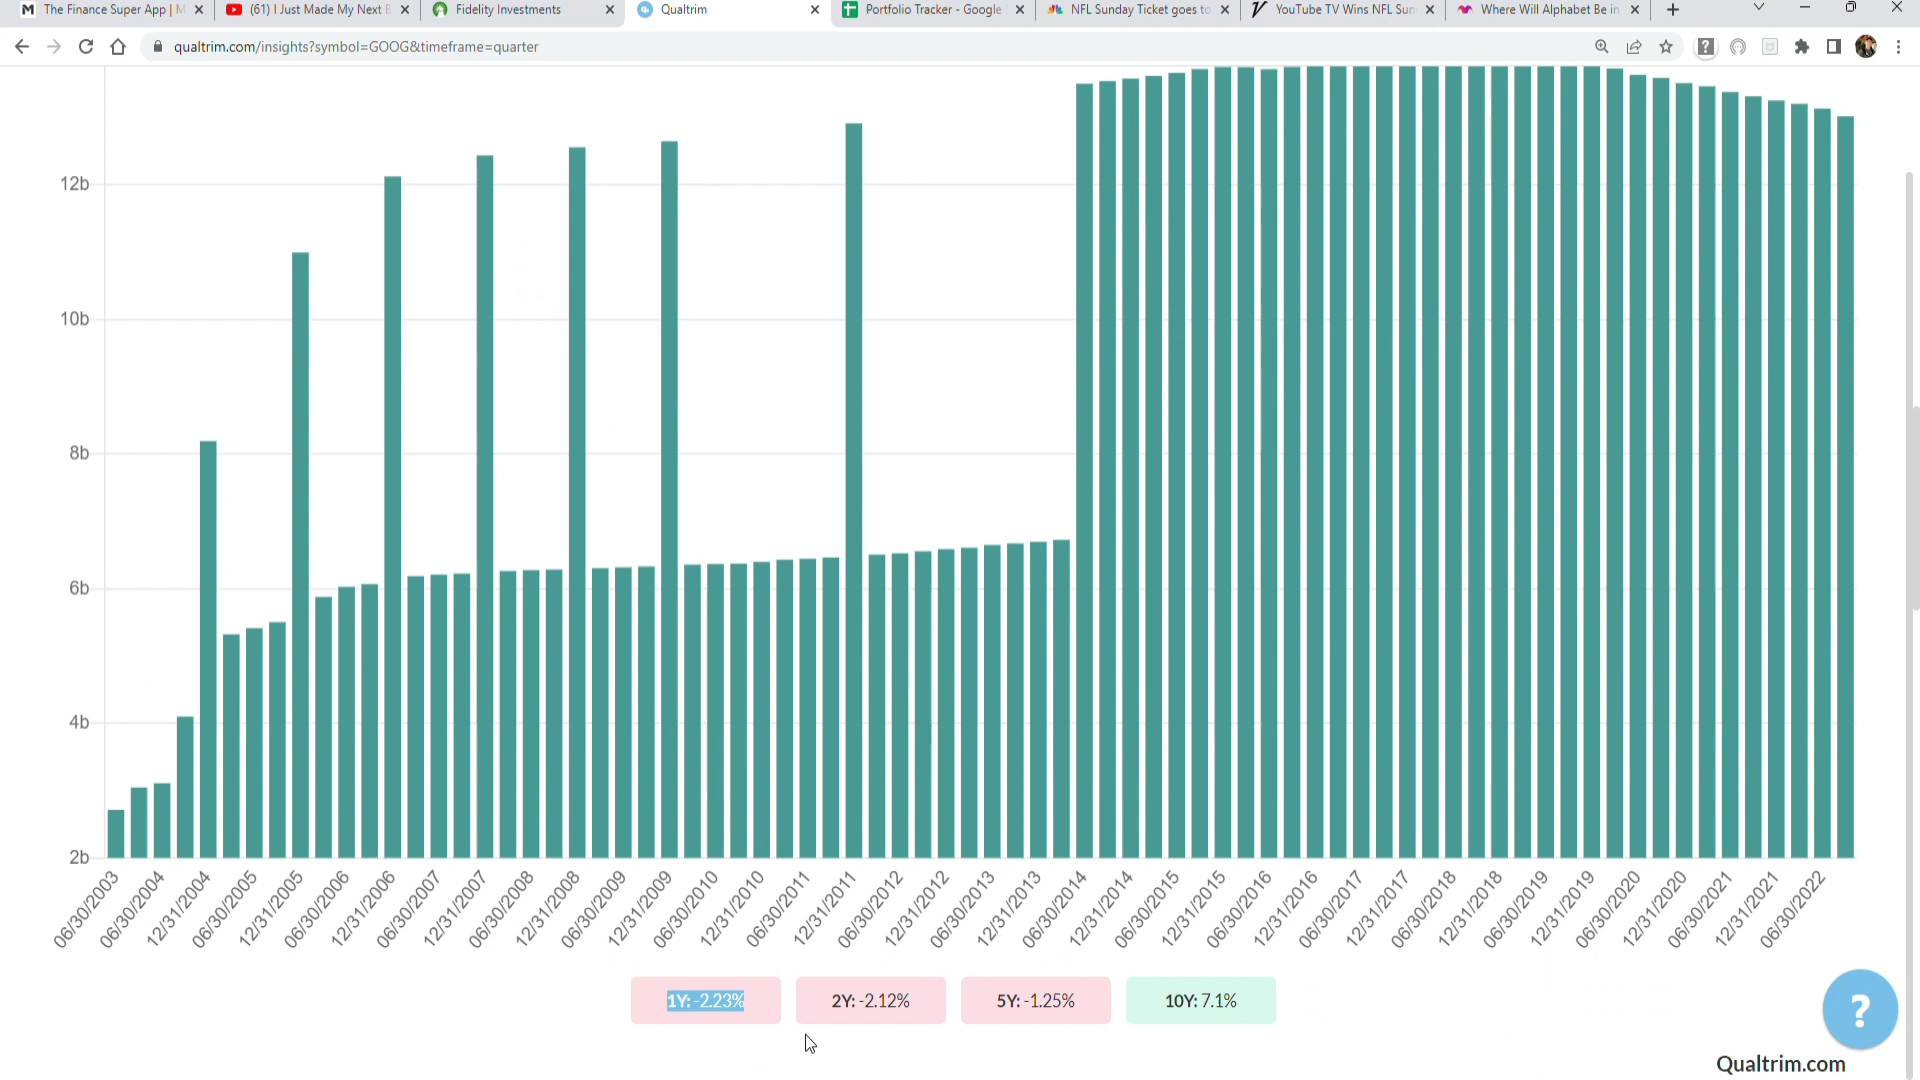 The Finance Super App | M
(61) I Just Made My Next B
Fidelity Investments
Qualtrim
Portfolio Tracker - Google
NFL Sunday Ticket goes to
YouTube TV Wins NFL Sun
Where Will Alphabet Be in
qualtrim.com/insights?symbol=GOOG&timeframe=quarter
12b
10b
8b
6b
4b
2b
06/30/2003
06/30/2004
12/31/2004
06/30/2005
12/31/2005
06/30/2006
12/31/2006
06/30/2007
12/31/2007
06/30/2008
12/31/2008
06/30/2009
12/31/2009
06/30/2010
12/31/2010
06/30/2011
12/31/2011
06/30/2012
12/31/2012
06/30/2013
12/31/2013
06/30/2014
12/31/2014
06/30/2015
12/31/2015
06/30/2016
12/31/2016
06/30/2017
12/31/2017
06/30/2018
12/31/2018
06/30/2019
12/31/2019
06/30/2020
12/31/2020
06/30/2021
12/31/2021
06/30/2022
1Y: -2.23%
2Y: -2.12%
5Y: -1.25%
10Y: 7.1%
?
Qualtrim.com